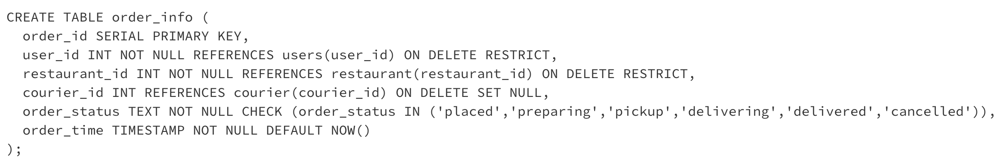 CREATE TABLE order_info (
  order_id SERIAL PRIMARY KEY,
  user_id INT NOT NULL REFERENCES users(user_id) ON DELETE RESTRICT,
  restaurant_id INT NOT NULL REFERENCES restaurant(restaurant_id) ON DELETE RESTRICT,
  courier_id INT REFERENCES courier(courier_id) ON DELETE SET NULL,
  order_status TEXT NOT NULL CHECK (order_status IN ('placed','preparing','pickup','delivering','delivered','cancelled')),
  order_time TIMESTAMP NOT NULL DEFAULT NOW()
);